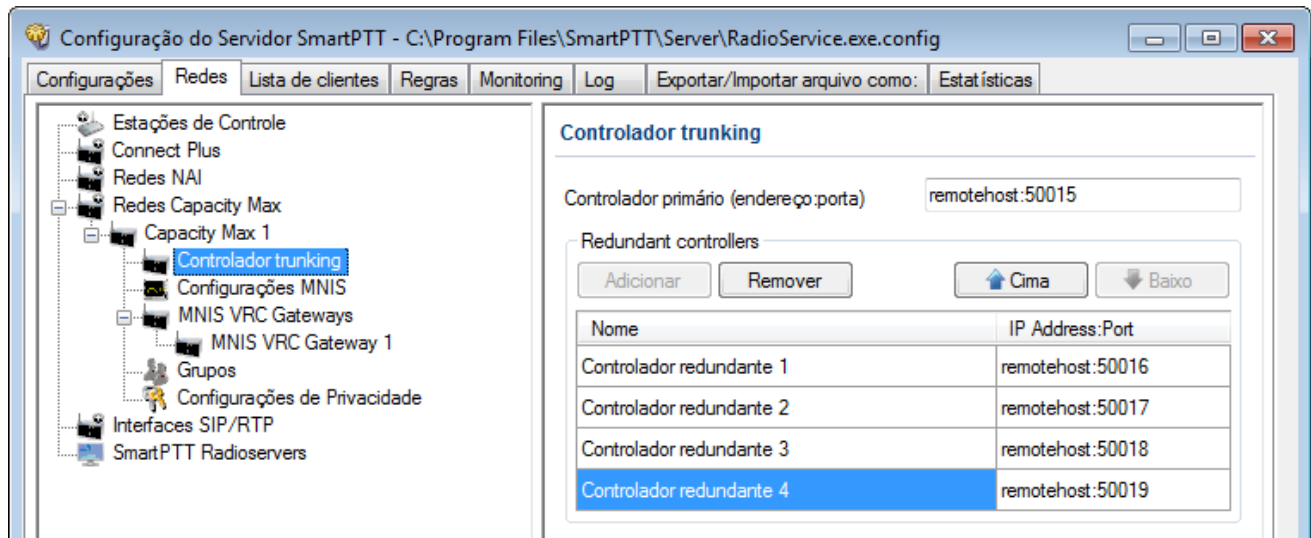 Configuração do Servidor SmartPTT - C:\Program Files\SmartPTT\Server\RadioService.exe.config
Configurações Redes Lista de clientes Regras Monitoring Log Exportar/Importar arquivo como: Estatísticas
Estações de Controle
Connect Plus
Redes NAI
Redes Capacity Max
Capacity Max 1
Controlador trunking
Configurações MNIS
MNIS VRC Gateways
MNIS VRC Gateway 1
Grupos
Configurações de Privacidade
Interfaces SIP/RTP
SmartPTT Radioservers
Controlador trunking
Controlador primário (endereço:porta) remotehost:50015
Redundant controllers
Adicionar Remover Cima Baixo
Nome IP Address:Port
Controlador redundante 1 remotehost:50016
Controlador redundante 2 remotehost:50017
Controlador redundante 3 remotehost:50018
Controlador redundante 4 remotehost:50019